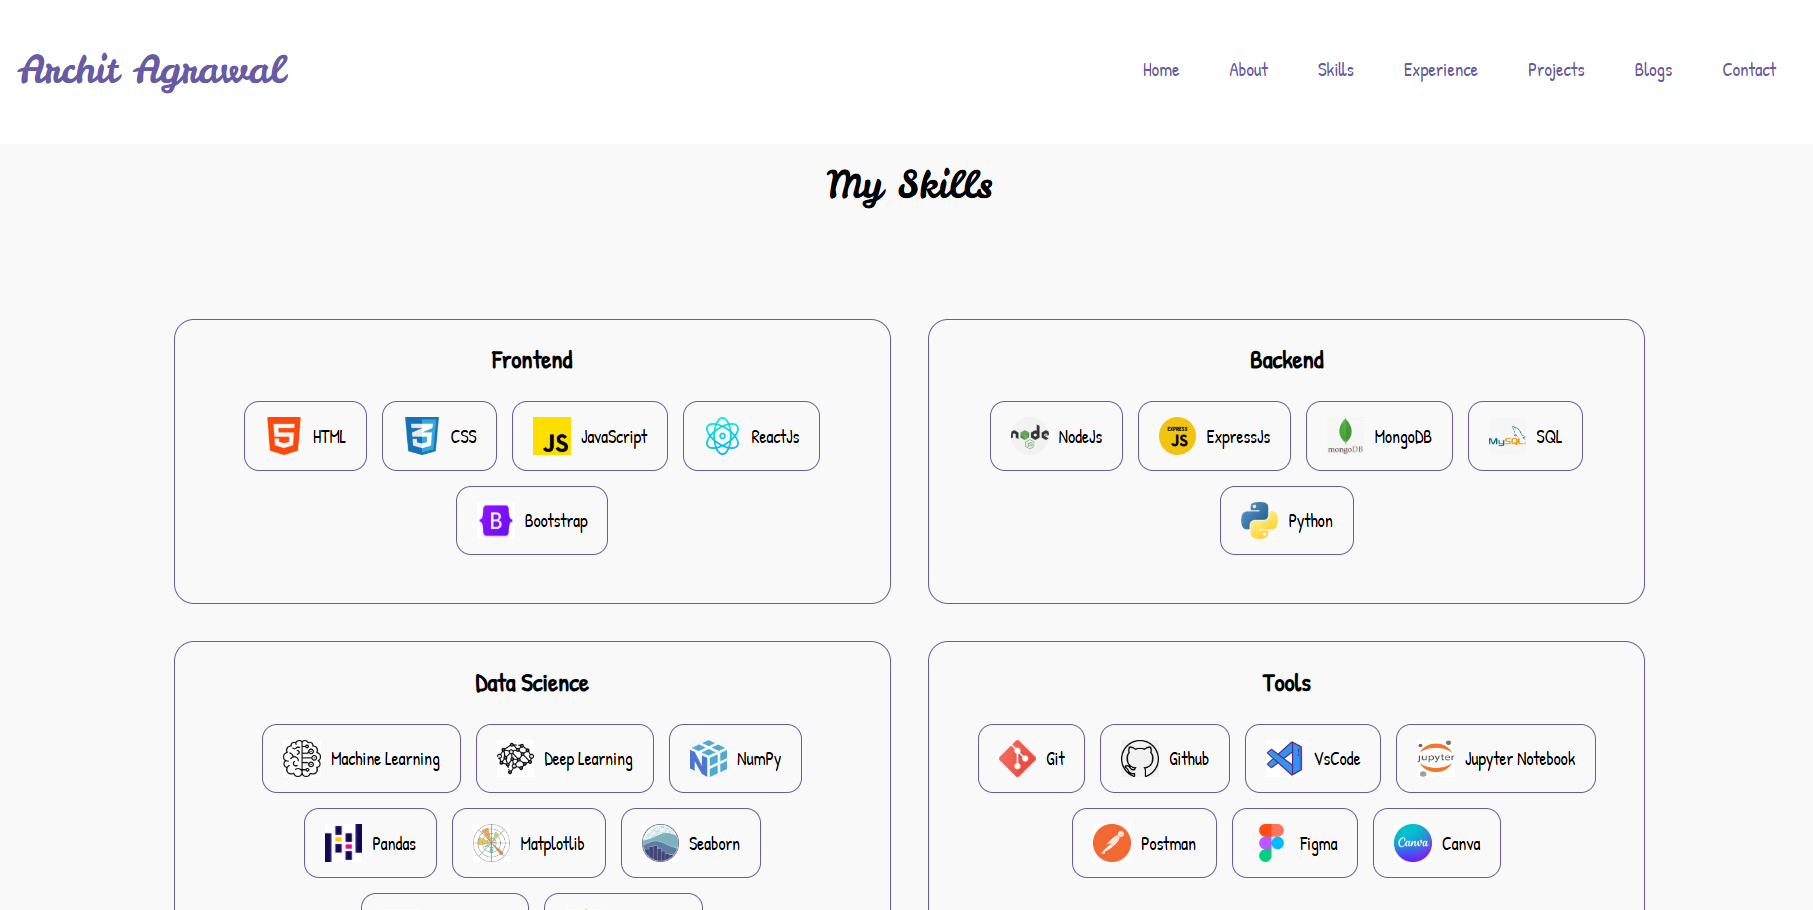 Archit Agrawal
Home About Skills Experience Projects Blogs Contact
My Skills
Frontend
HTML CSS JS JavaScript ReactJs
B Bootstrap
Backend
node JS NodeJs EXPRESS JS ExpressJs mongoDB MongoDB MySQL SQL
Python
Data Science
Machine Learning Deep Learning NumPy
Pandas Matplotlib Seaborn
Tools
Git Github VsCode jupyter Jupyter Notebook
Postman Figma Canva Canva